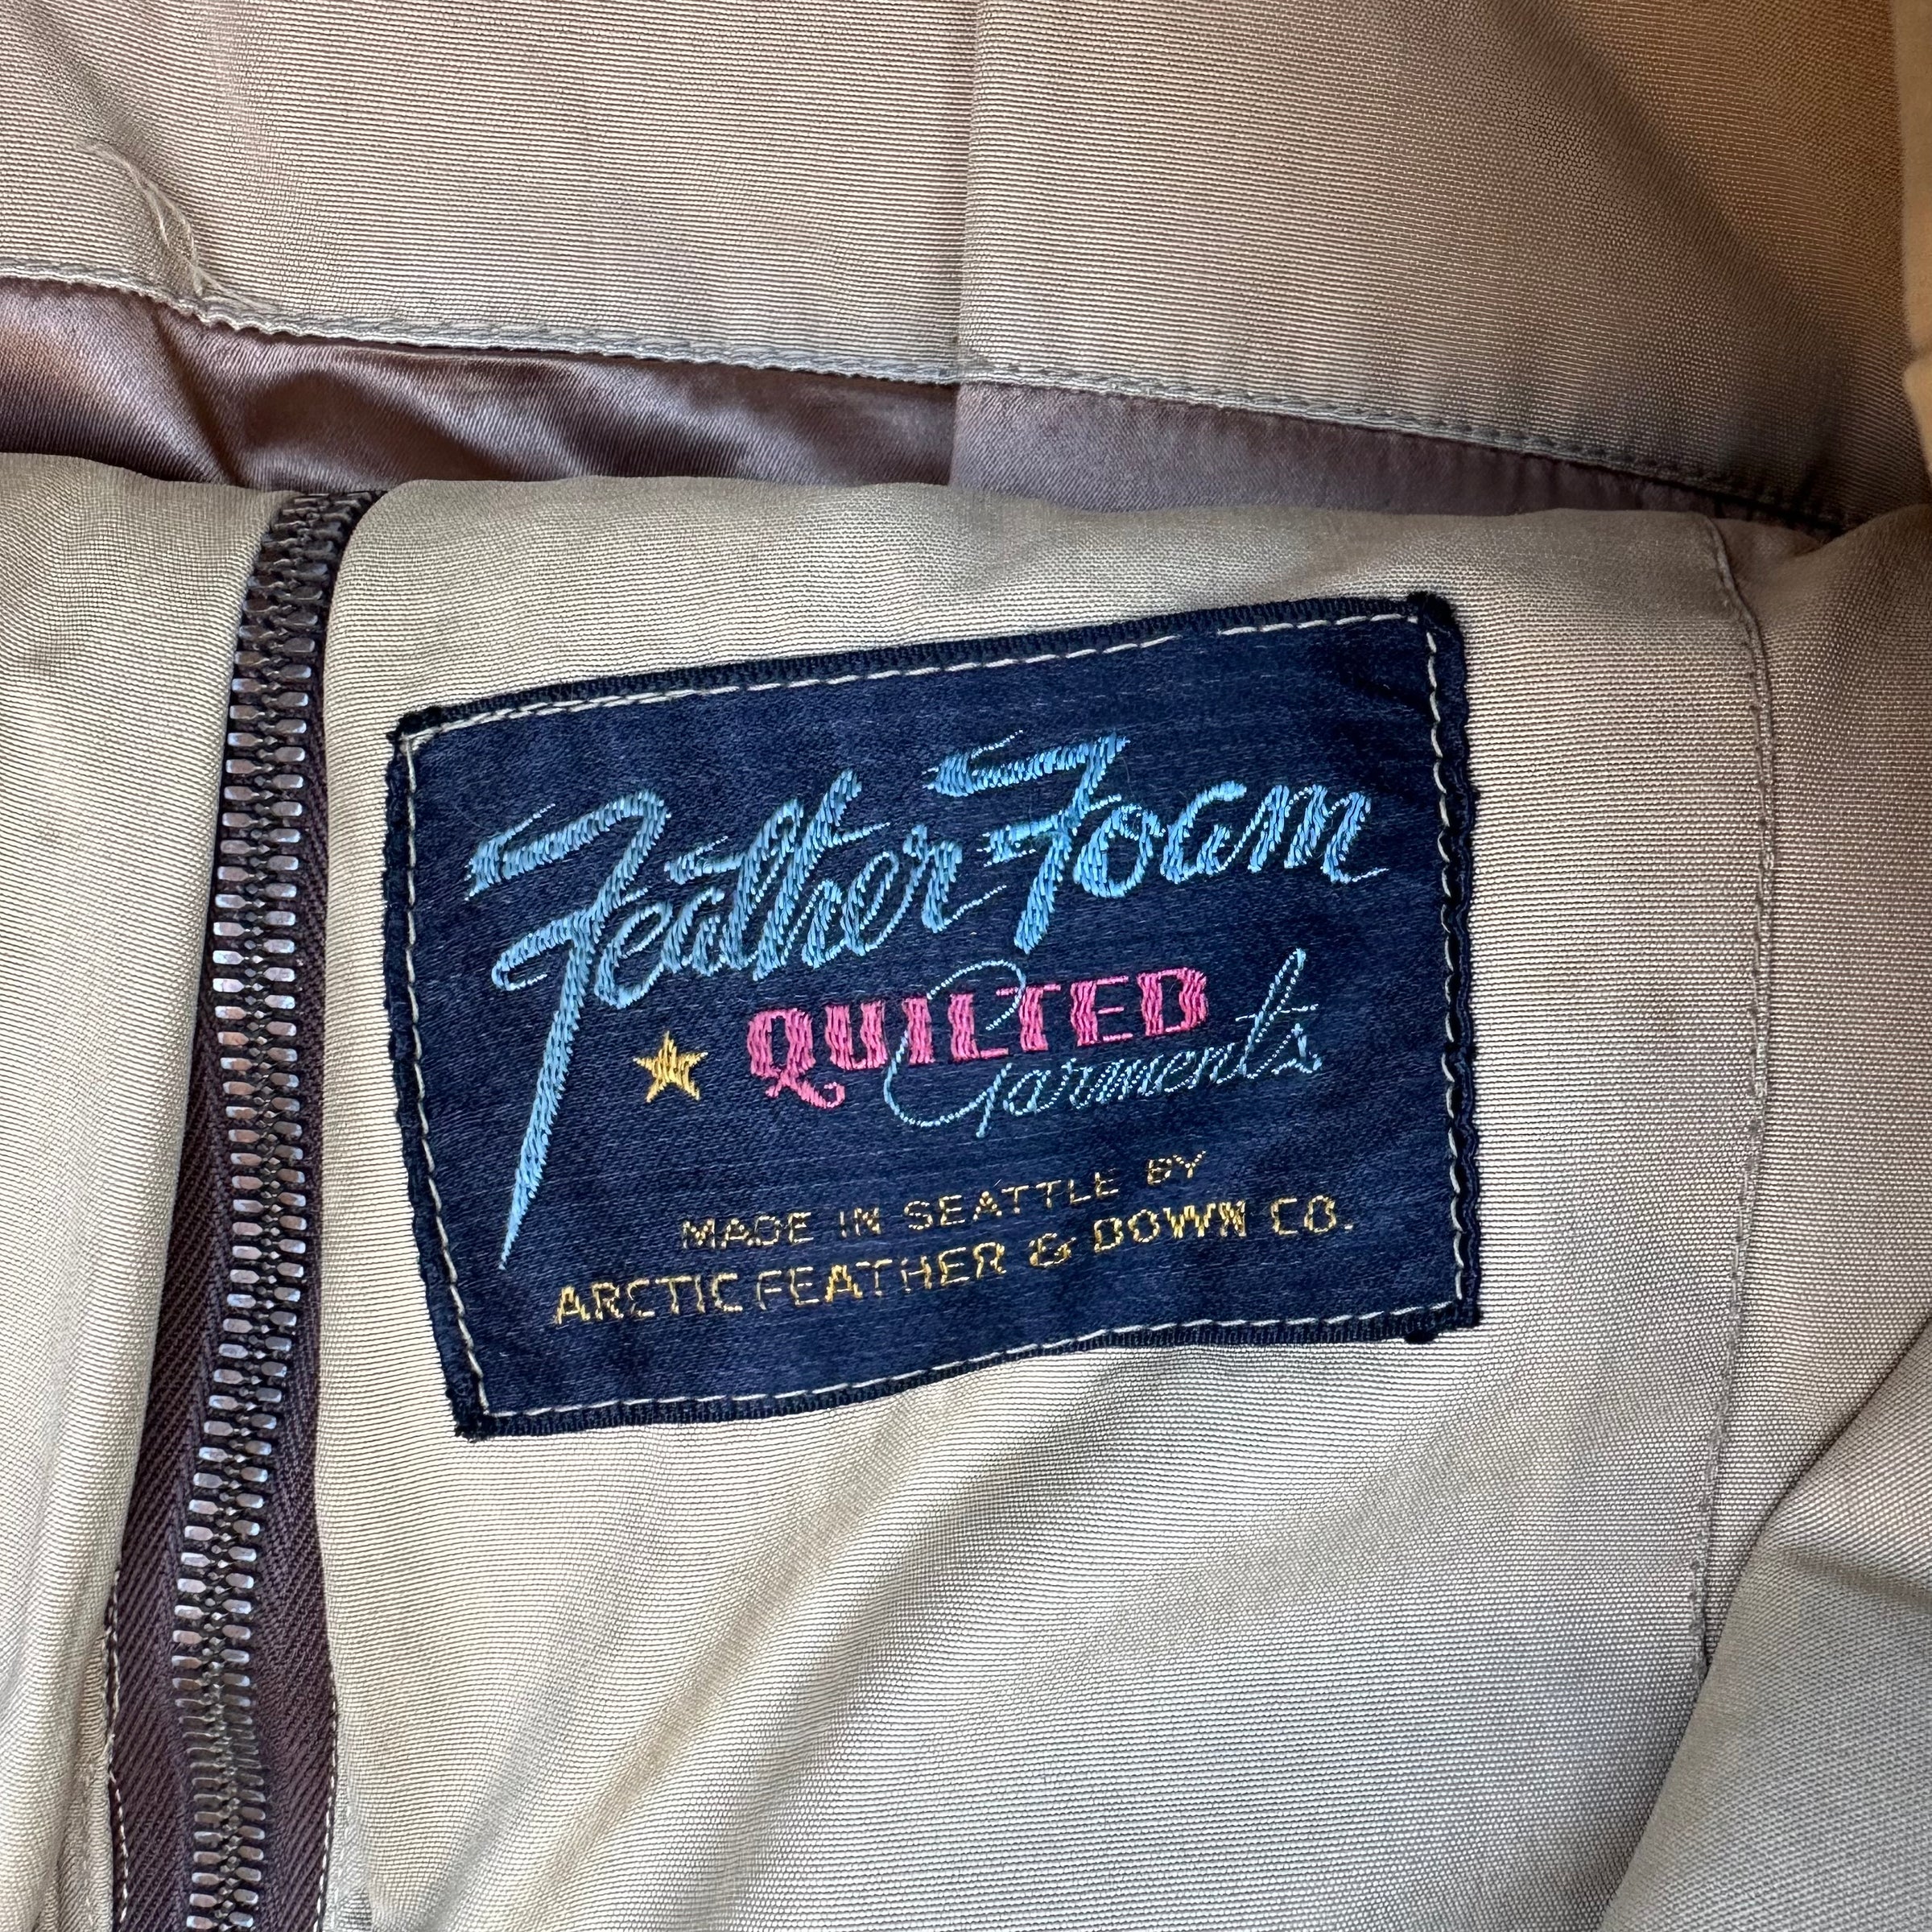 Feather Foam
QUILTED
Garments
MADE IN SEATTLE BY
ARCTIC FEATHER & DOWN CO.